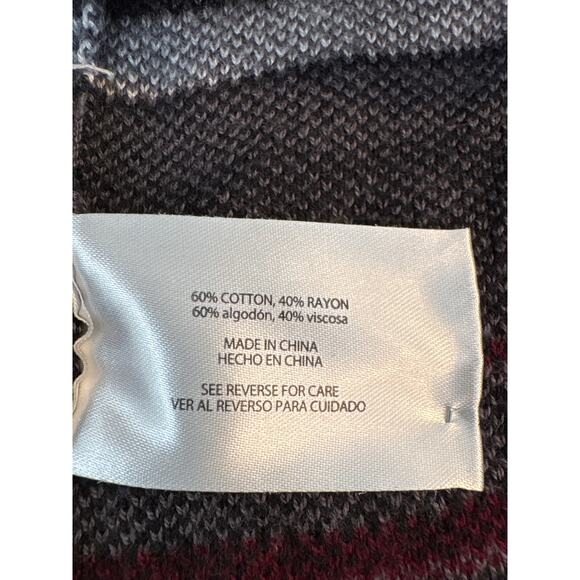 60% COTTON, 40% RAYON
60% algodón, 40% viscosa
MADE IN CHINA
HECHO EN CHINA
SEE REVERSE FOR CARE
VER AL REVERSO PARA CUIDADO